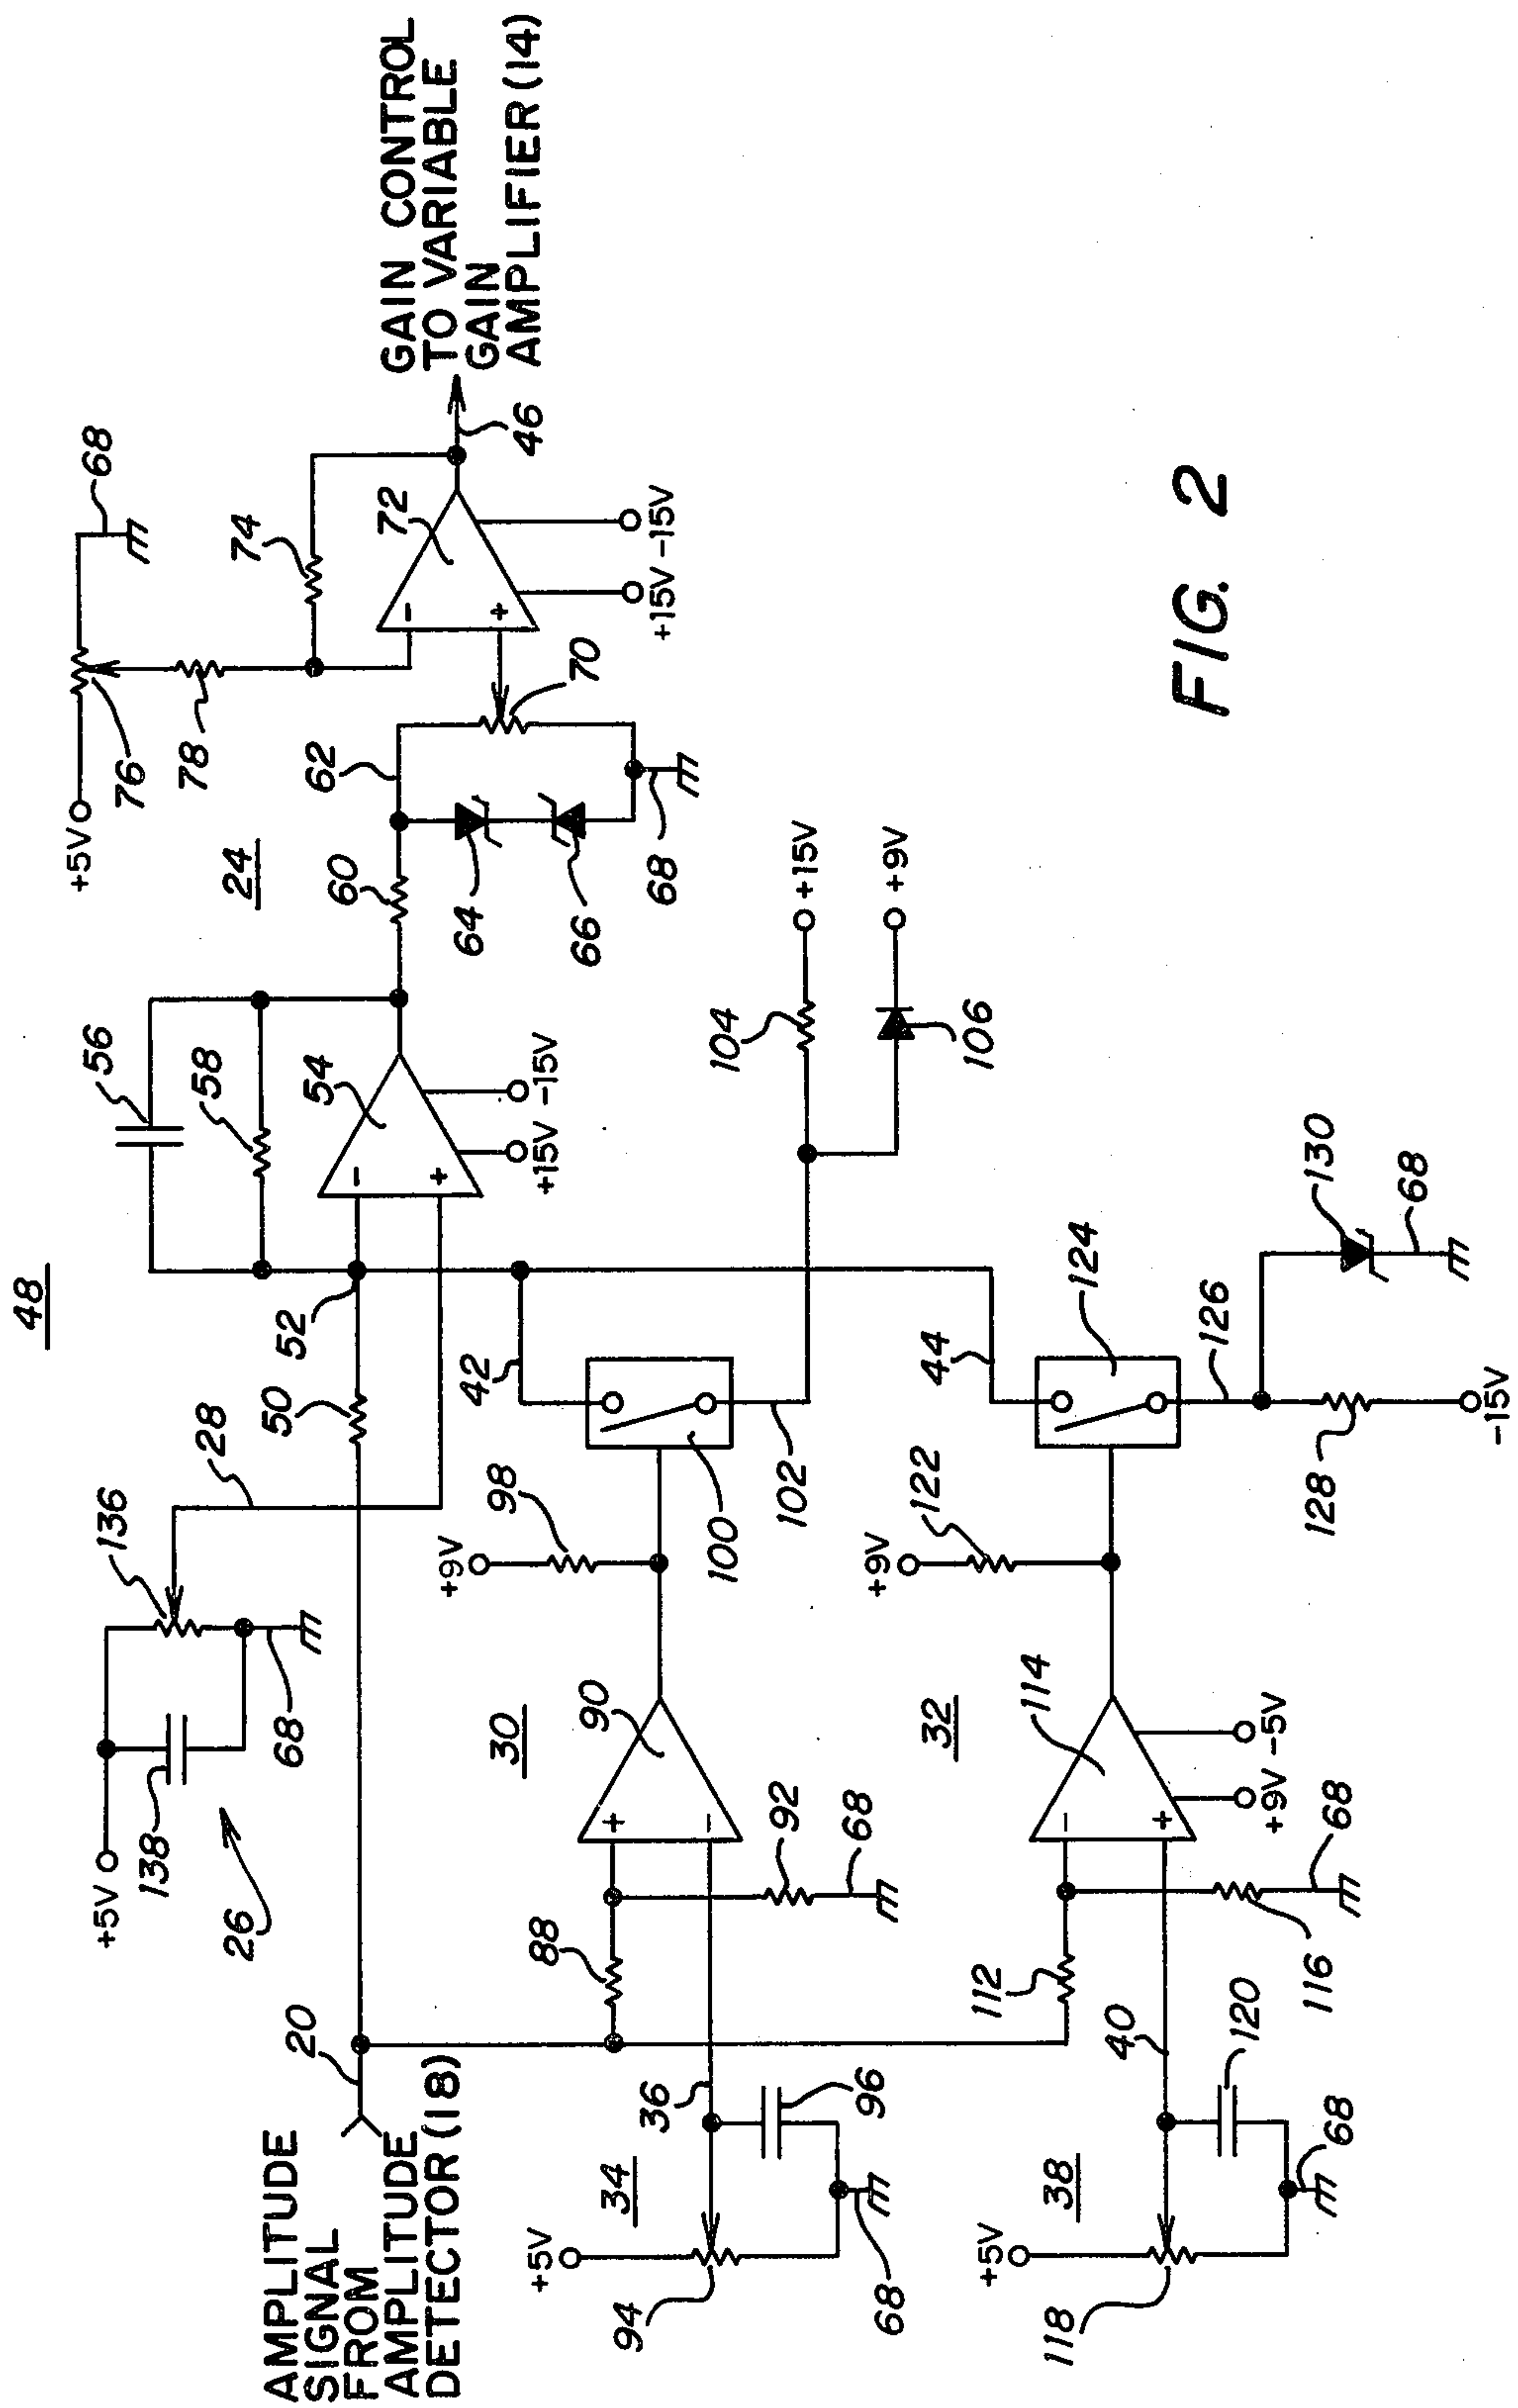 48
+5V
76
68
78
74
24
72
46
GAIN CONTROL
TO VARIABLE
GAIN
AMPLIFIER (14)
-
+
+15V
-15V
70
62
60
64
66
68
56
58
54
-
+
+15V
-15V
52
50
28
136
138
+5V
26
68
20
AMPLITUDE
SIGNAL
FROM
AMPLITUDE
DETECTOR (18)
42
+9V
98
100
102
104
+15V
+9V
106
30
90
+
-
88
92
68
36
34
96
+5V
94
68
44
124
126
130
68
128
-15V
+9V
122
32
114
-
+
+9V
-5V
112
116
68
40
120
38
+5V
118
68
FIG. 2